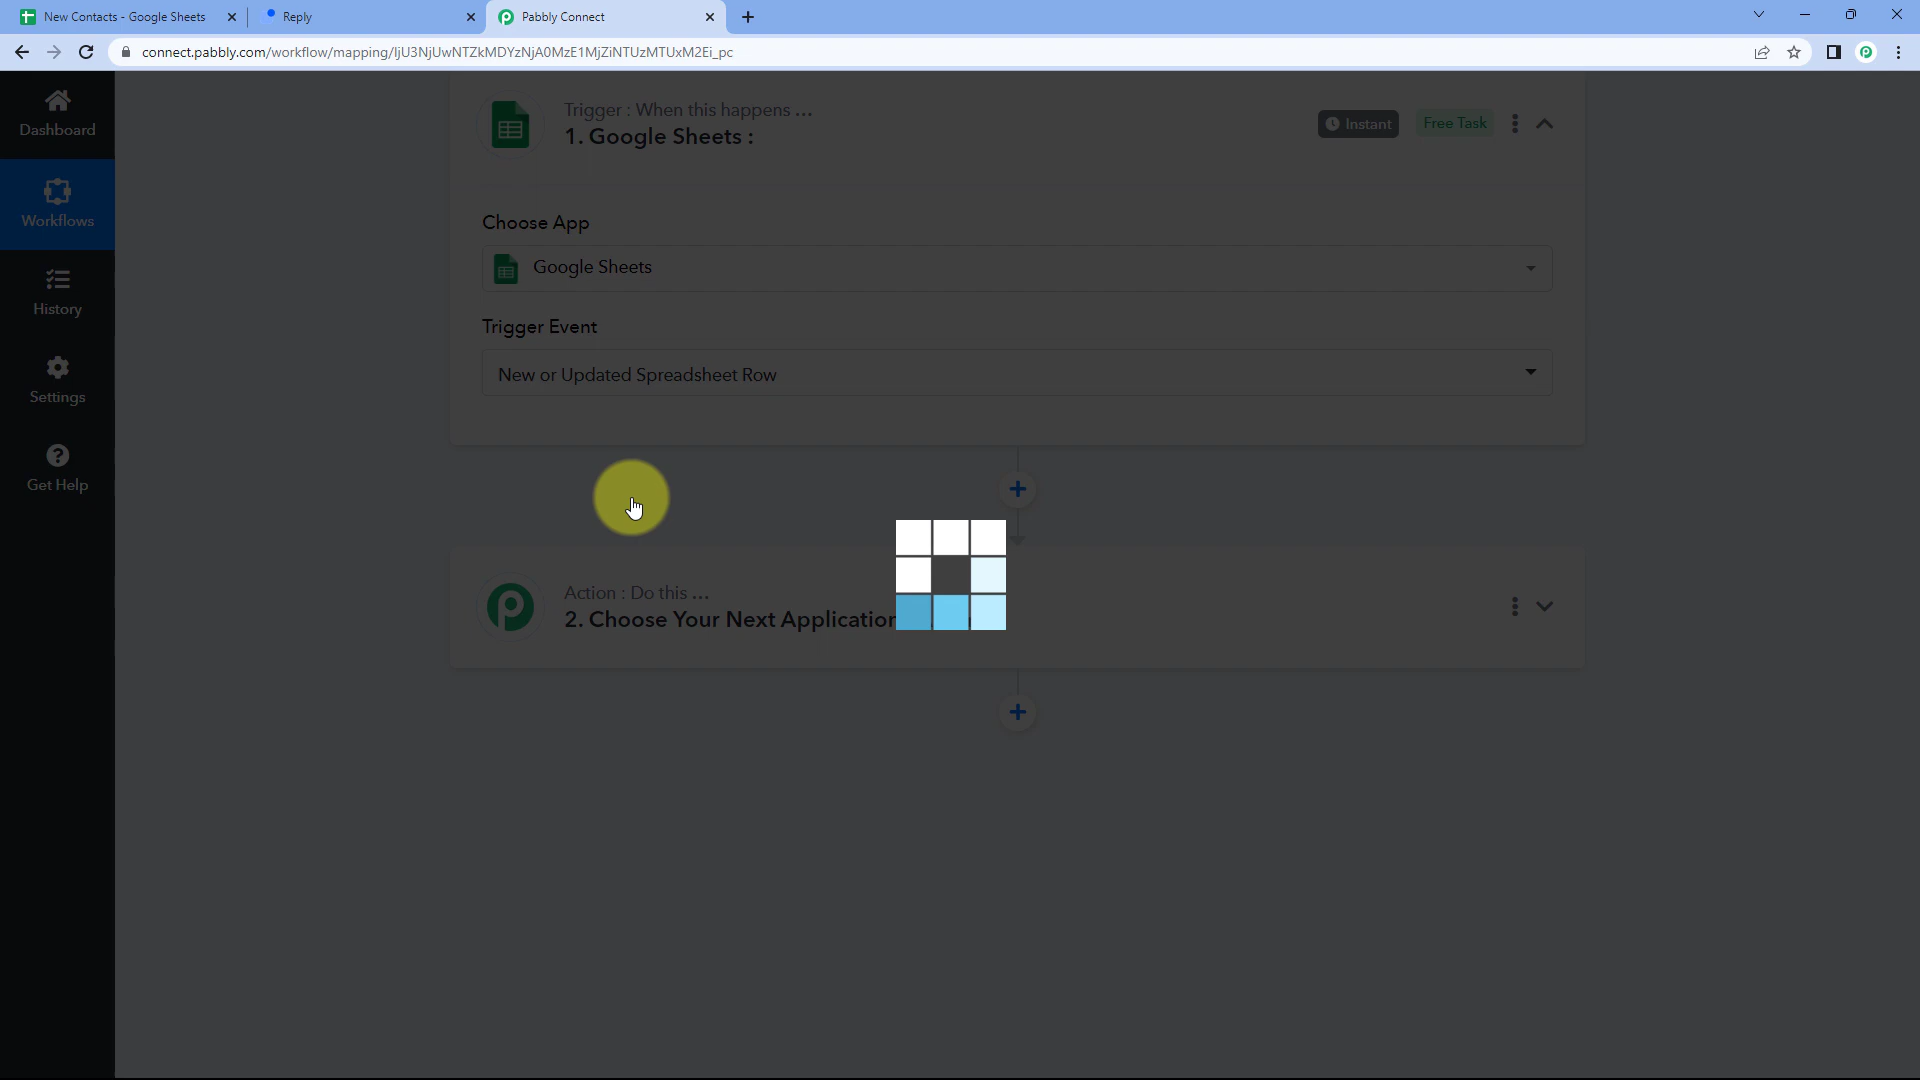 New Contacts - Google Sheets
Reply
Pabbly Connect
connect.pabbly.com/workflow/mapping/IjU3NjUwNTZkMDYzNjA0MzE1MjZiNTUzMTUxM2Ei_pc
Dashboard
Workflows
History
Settings
Get Help
Trigger : When this happens ...
1. Google Sheets :
Instant
Free Task
Choose App
Google Sheets
Trigger Event
New or Updated Spreadsheet Row
Action : Do this ...
2. Choose Your Next Application